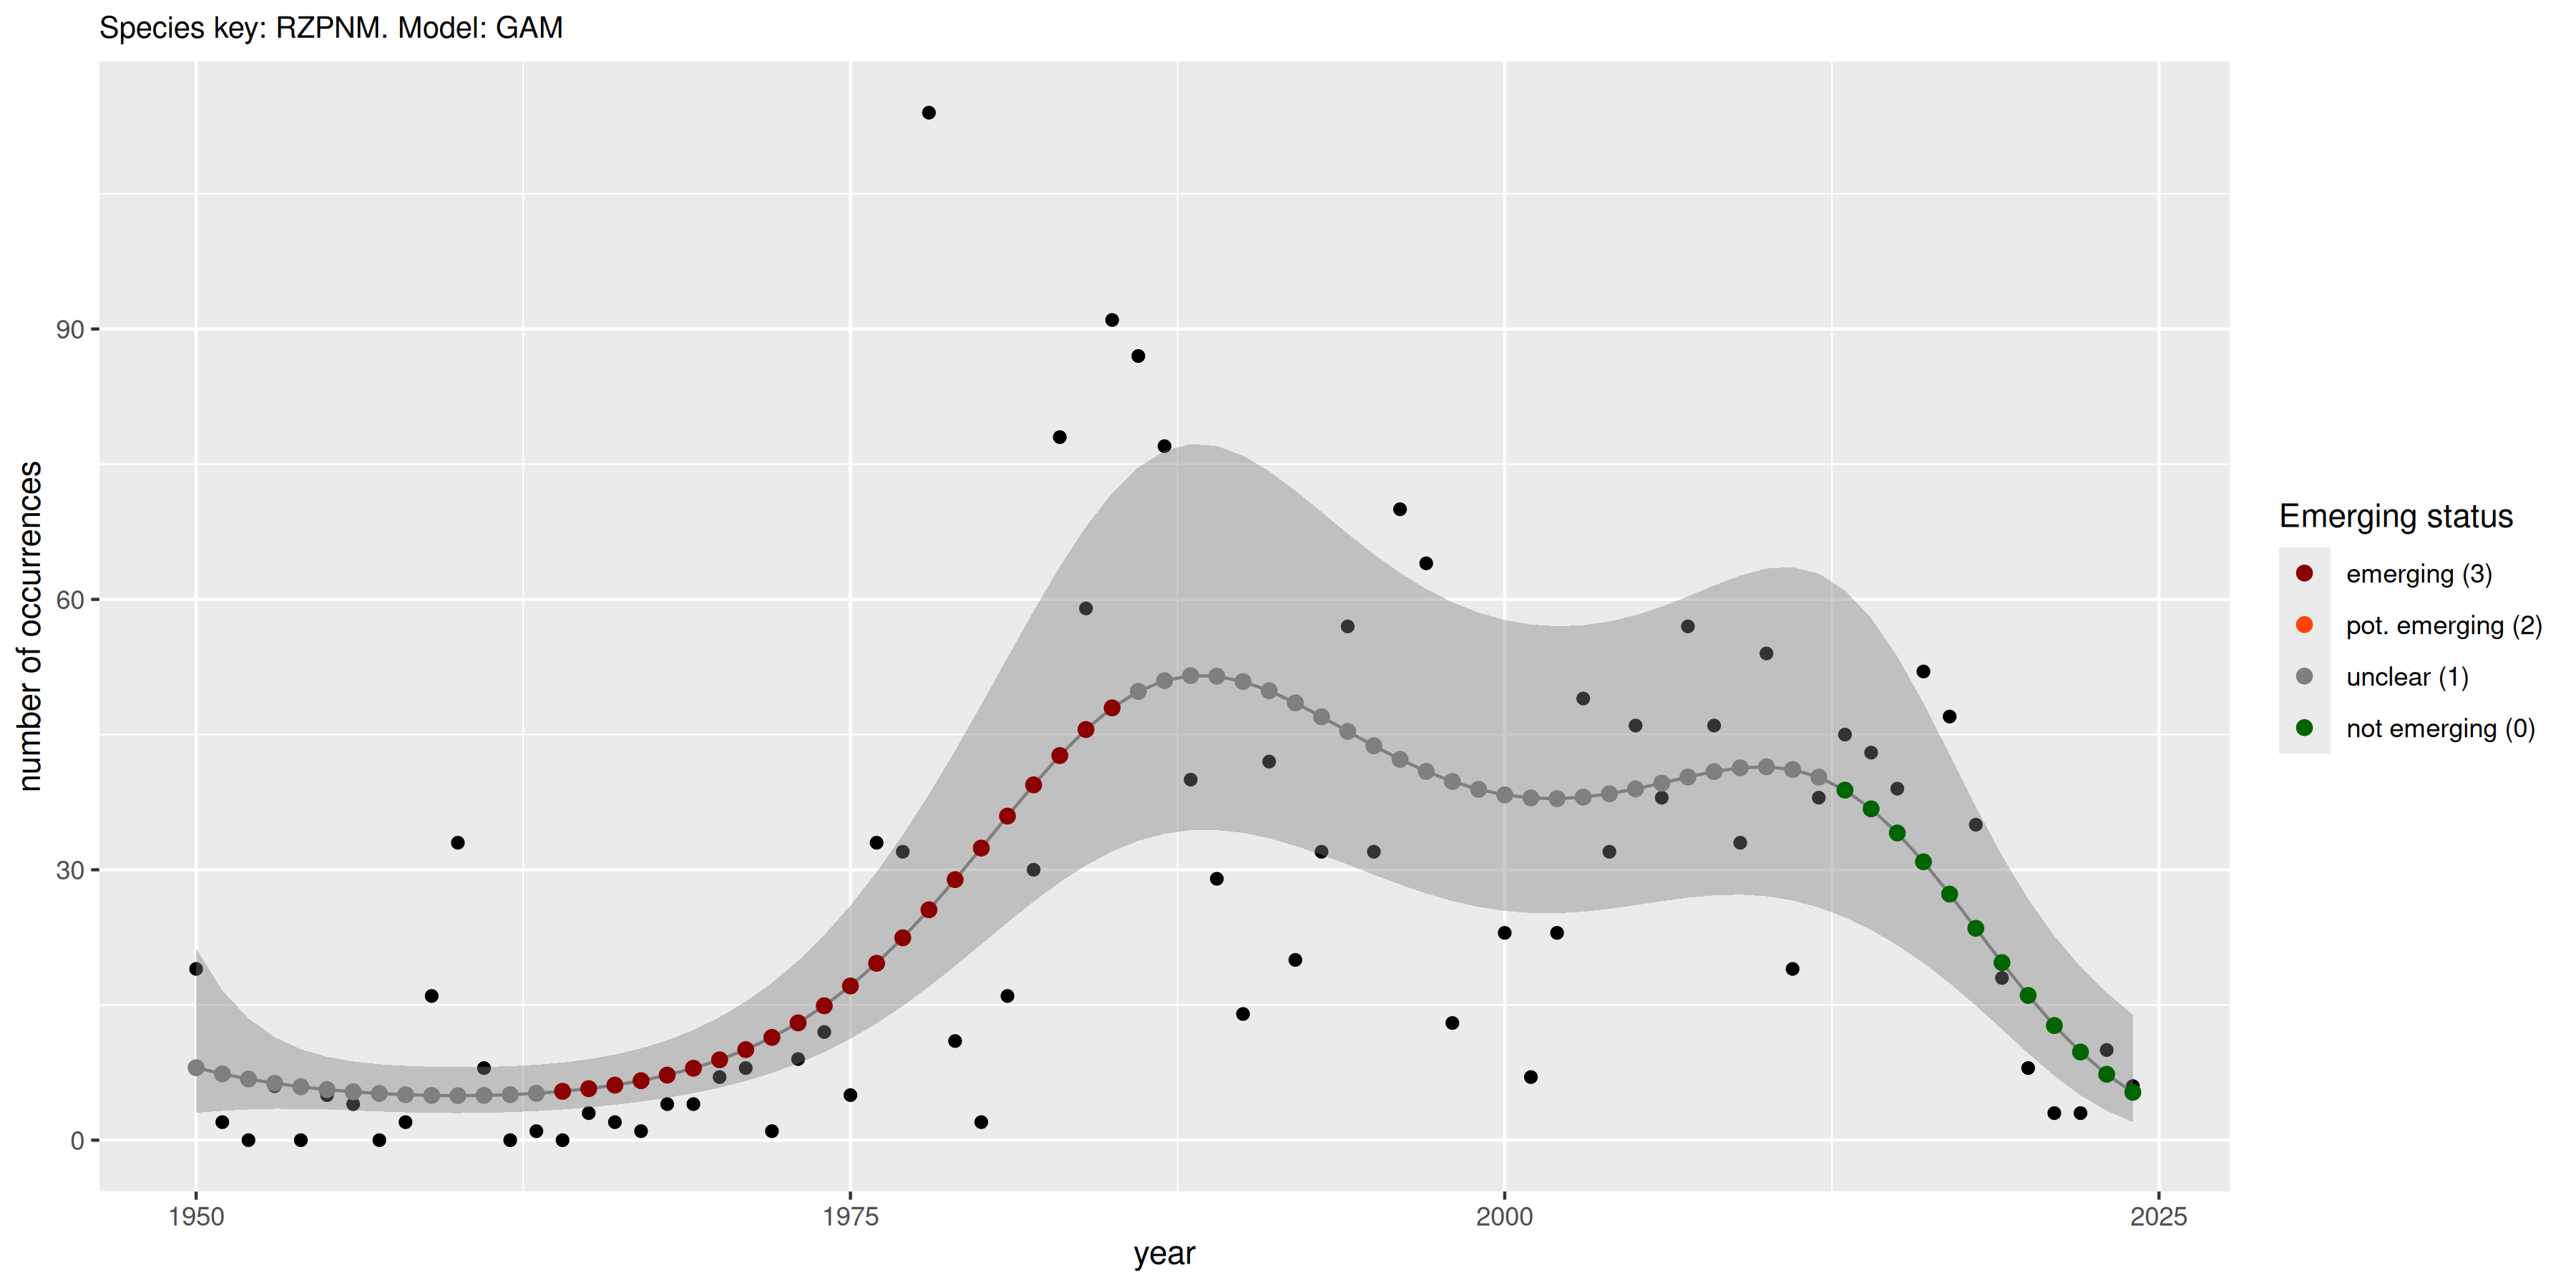 Species key: RZPNM. Model: GAM
number of occurrences
90
60
30
0
1950
1975
2000
2025
year
Emerging status
emerging (3)
pot. emerging (2)
unclear (1)
not emerging (0)